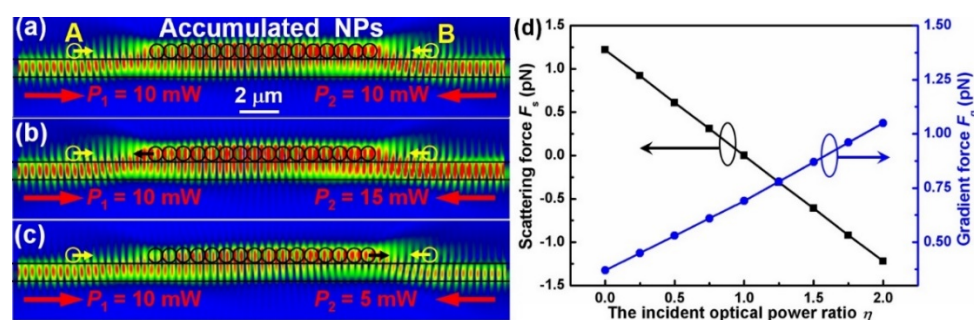 (a) A Accumulated NPs B
P1 = 10 mW 2 μm P2 = 10 mW
(b)
P1 = 10 mW P2 = 15 mW
(c)
P1 = 10 mW P2 = 5 mW
(d)
Scattering force Fs (pN)
1.5
1.0
0.5
0.0
-0.5
-1.0
-1.5
0.0 0.5 1.0 1.5 2.0
The incident optical power ratio η
1.50
1.25
1.00
0.75
0.50
Gradient force Fg (pN)